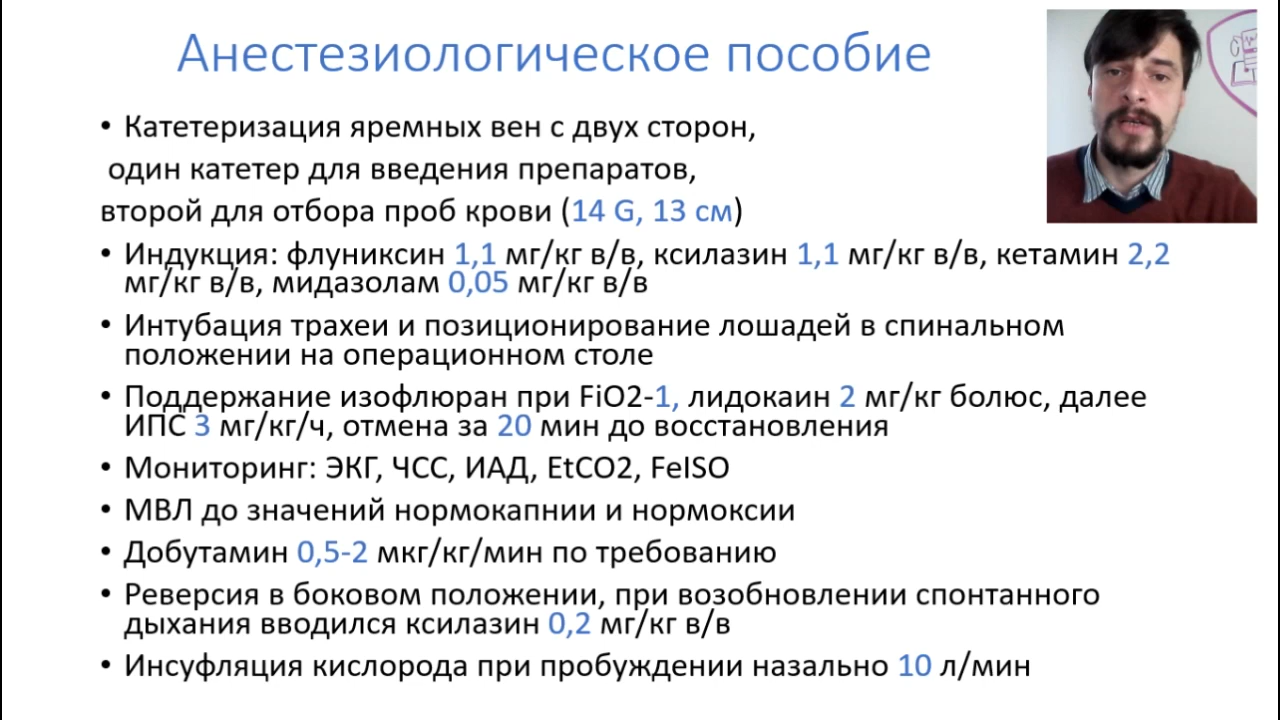 Анестезиологическое пособие
• Катетеризация яремных вен с двух сторон,
один катетер для введения препаратов,
второй для отбора проб крови (14 G, 13 см)
• Индукция: флуниксин 1,1 мг/кг в/в, ксилазин 1,1 мг/кг в/в, кетамин 2,2
мг/кг в/в, мидазолам 0,05 мг/кг в/в
• Интубация трахеи и позиционирование лошадей в спинальном
положении на операционном столе
• Поддержание изофлюран при FiO2-1, лидокаин 2 мг/кг болюс, далее
ИПС 3 мг/кг/ч, отмена за 20 мин до восстановления
• Мониторинг: ЭКГ, ЧСС, ИАД, EtCO2, FeISO
• МВЛ до значений нормокапнии и нормоксии
• Добутамин 0,5-2 мкг/кг/мин по требованию
• Реверсия в боковом положении, при возобновлении спонтанного
дыхания вводился ксилазин 0,2 мг/кг в/в
• Инсуфляция кислорода при пробуждении назально 10 л/мин